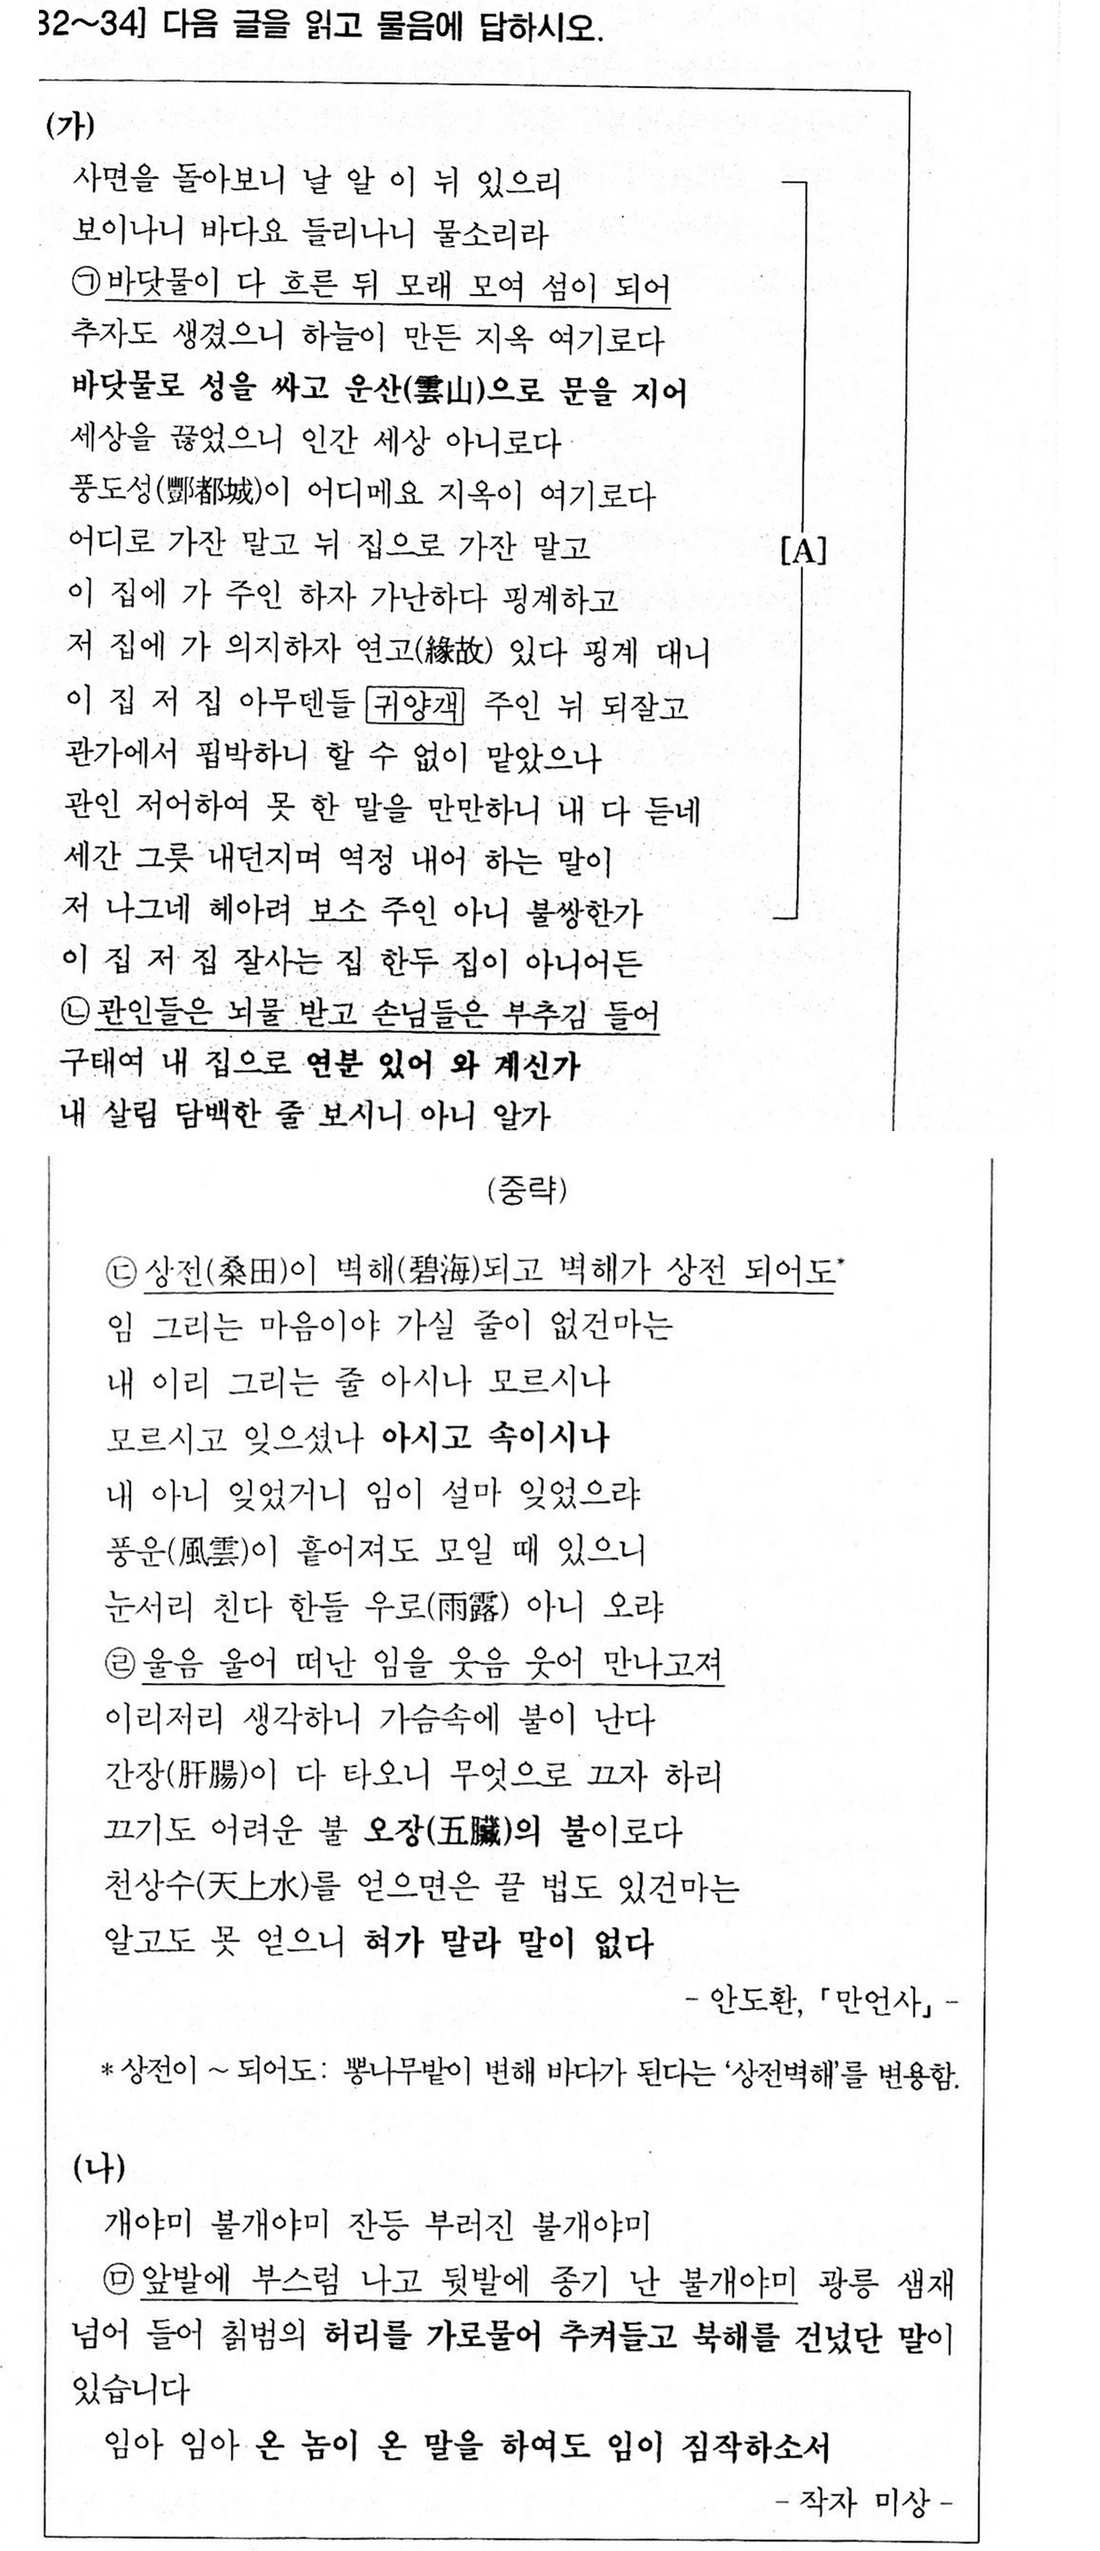 32～34] 다음 글을 읽고 물음에 답하시오.
(가)
사면을 돌아보니 날 알 이 뉘 있으리
보이나니 바다요 들리나니 물소리라
㉠바닷물이 다 흐른 뒤 모래 모여 섬이 되어
추자도 생겼으니 하늘이 만든 지옥 여기로다
바닷물로 성을 싸고 운산(雲山)으로 문을 지어
세상을 끊었으니 인간 세상 아니로다
풍도성(酆都城)이 어디메요 지옥이 여기로다
어디로 가잔 말고 뉘 집으로 가잔 말고
[A]
이 집에 가 주인 하자 가난하다 핑계하고
저 집에 가 의지하자 연고(緣故) 있다 핑계 대니
이 집 저 집 아무덴들 귀양객 주인 뉘 되잘고
관가에서 핍박하니 할 수 없이 맡았으나
관인 저어하여 못 한 말을 만만하니 내 다 듣네
세간 그릇 내던지며 역정 내어 하는 말이
저 나그네 헤아려 보소 주인 아니 불쌍한가
이 집 저 집 잘사는 집 한두 집이 아니어든
㉡관인들은 뇌물 받고 손님들은 부추김 들어
구태여 내 집으로 연분 있어 와 계신가
내 살림 담백한 줄 보시니 아니 알가
(중략)
㉢상전(桑田)이 벽해(碧海)되고 벽해가 상전 되어도*
임 그리는 마음이야 가실 줄이 없건마는
내 이리 그리는 줄 아시나 모르시나
모르시고 잊으셨나 아시고 속이시나
내 아니 잊었거니 임이 설마 잊었으랴
풍운(風雲)이 흩어져도 모일 때 있으니
눈서리 친다 한들 우로(雨露) 아니 오랴
㉣울음 울어 떠난 임을 웃음 웃어 만나고져
이리저리 생각하니 가슴속에 불이 난다
간장(肝腸)이 다 타오니 무엇으로 끄자 하리
끄기도 어려운 불 오장(五臟)의 불이로다
천상수(天上水)를 얻으면은 끌 법도 있건마는
알고도 못 얻으니 혀가 말라 말이 없다
- 안도환, 「만언사」 -
* 상전이 ～ 되어도: 뽕나무밭이 변해 바다가 된다는 ‘상전벽해’를 변용함.
(나)
개야미 불개야미 잔등 부러진 불개야미
㉤앞발에 부스럼 나고 뒷발에 종기 난 불개야미 광릉 샘재
넘어 들어 칡범의 허리를 가로물어 추켜들고 북해를 건넜단 말이
있습니다
임아 임아 온 놈이 온 말을 하여도 임이 짐작하소서
- 작자 미상 -